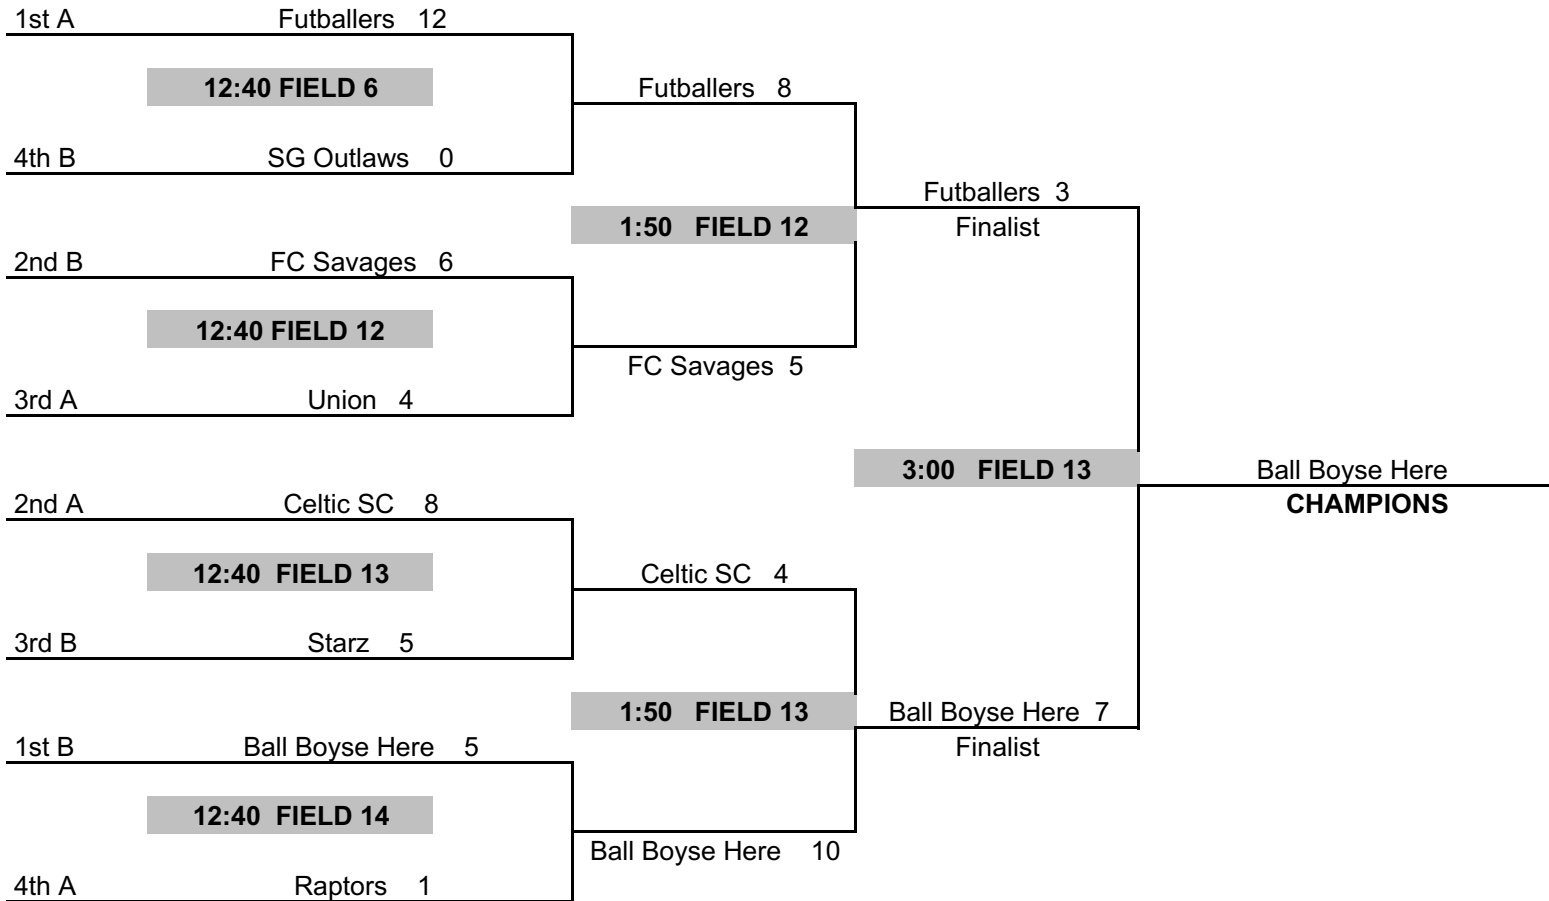 1st A Futballers 12
12:40 FIELD 6
Futballers 8
4th B SG Outlaws 0
Futballers 3
1:50 FIELD 12
Finalist
2nd B FC Savages 6
12:40 FIELD 12
FC Savages 5
3rd A Union 4
3:00 FIELD 13
Ball Boyse Here
2nd A Celtic SC 8
CHAMPIONS
12:40 FIELD 13
Celtic SC 4
3rd B Starz 5
1:50 FIELD 13
Ball Boyse Here 7
1st B Ball Boyse Here 5
Finalist
12:40 FIELD 14
Ball Boyse Here 10
4th A Raptors 1